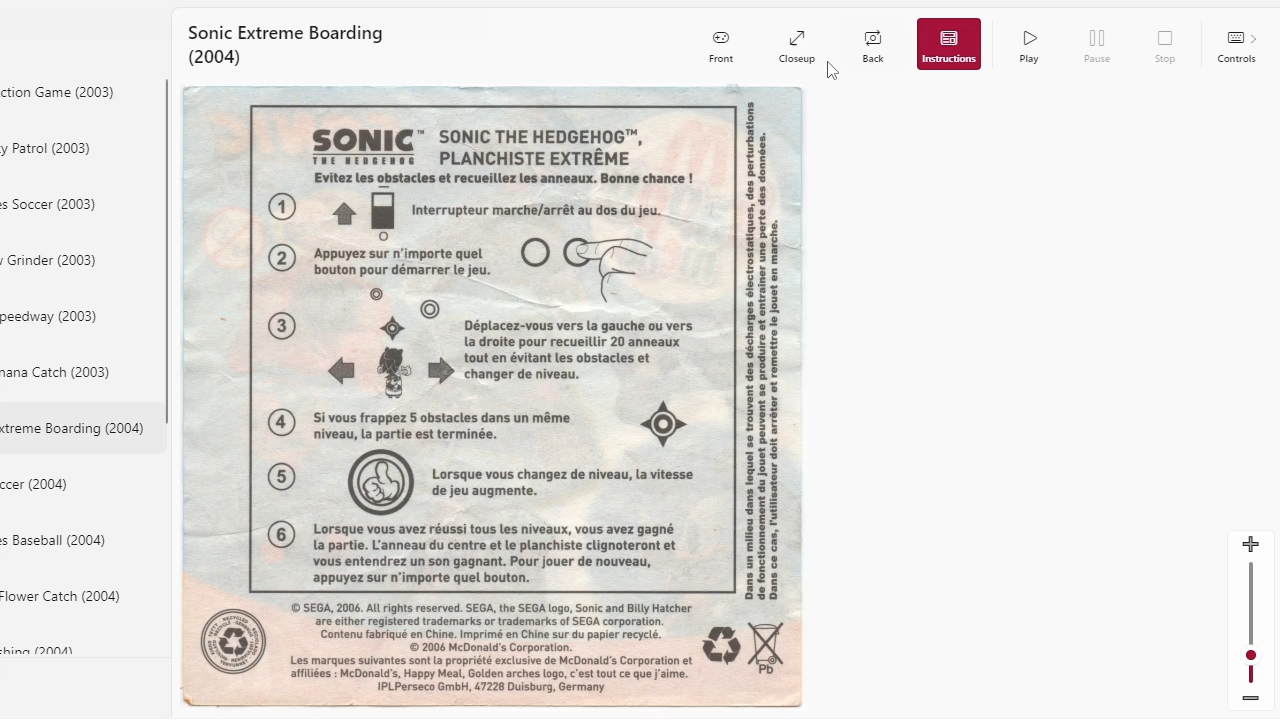 Sonic Extreme Boarding
(2004)
Front
Closeup
Back
Instructions
Play
Pause
Stop
Controls
ction Game (2003)
y Patrol (2003)
es Soccer (2003)
w Grinder (2003)
peedway (2003)
nana Catch (2003)
xtreme Boarding (2004)
ccer (2004)
es Baseball (2004)
Flower Catch (2004)
shing (2004)
SONIC™
THE HEDGEHOG
SONIC THE HEDGEHOG™,
PLANCHISTE EXTRÊME
Evitez les obstacles et recueillez les anneaux. Bonne chance !
1
Interrupteur marche/arrêt au dos du jeu.
2
Appuyez sur n'importe quel
bouton pour démarrer le jeu.
3
Déplacez-vous vers la gauche ou vers
la droite pour recueillir 20 anneaux
tout en évitant les obstacles et
changer de niveau.
4
Si vous frappez 5 obstacles dans un même
niveau, la partie est terminée.
5
Lorsque vous changez de niveau, la vitesse
de jeu augmente.
6
Lorsque vous avez réussi tous les niveaux, vous avez gagné
la partie. L'anneau du centre et le planchiste clignoteront et
vous entendrez un son gagnant. Pour jouer de nouveau,
appuyez sur n'importe quel bouton.
Dans un milieu dans lequel se trouvent des décharges électrostatiques, des perturbations
de fonctionnement du jouet peuvent se produire et entraîner une perte des données.
Dans ce cas, l'utilisateur doit arrêter et remettre le jouet en marche.
© SEGA, 2006. All rights reserved. SEGA, the SEGA logo, Sonic and Billy Hatcher
are either registered trademarks or trademarks of SEGA corporation.
Contenu fabriqué en Chine. Imprimé en Chine sur du papier recyclé.
© 2006 McDonald's Corporation.
Les marques suivantes sont la propriété exclusive de McDonald's Corporation et
affiliées : McDonald's, Happy Meal, Golden arches logo, c'est tout ce que j'aime.
IPLPerseco GmbH, 47228 Duisburg, Germany
Pb